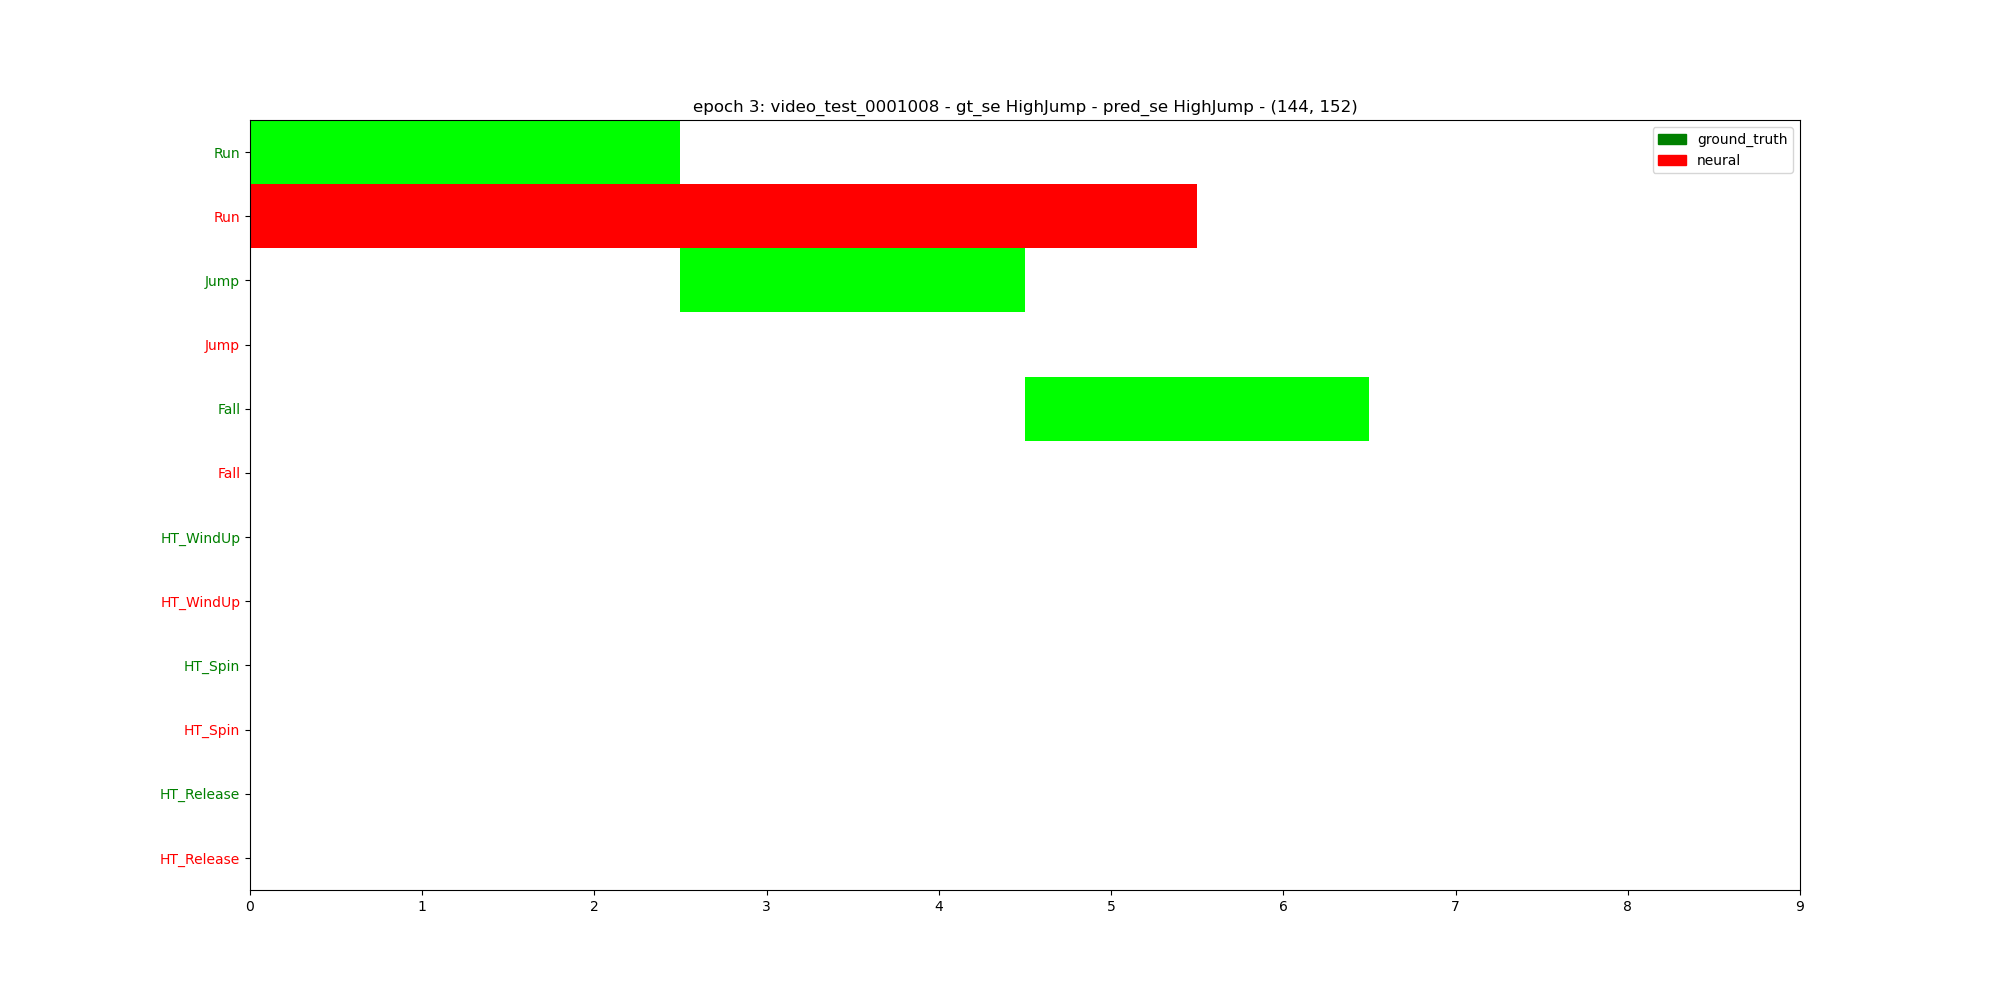 epoch 3: video_test_0001008 - gt_se HighJump - pred_se HighJump - (144, 152)
ground_truth
neural
Run
Run
Jump
Jump
Fall
Fall
HT_WindUp
HT_WindUp
HT_Spin
HT_Spin
HT_Release
HT_Release
0 1 2 3 4 5 6 7 8 9